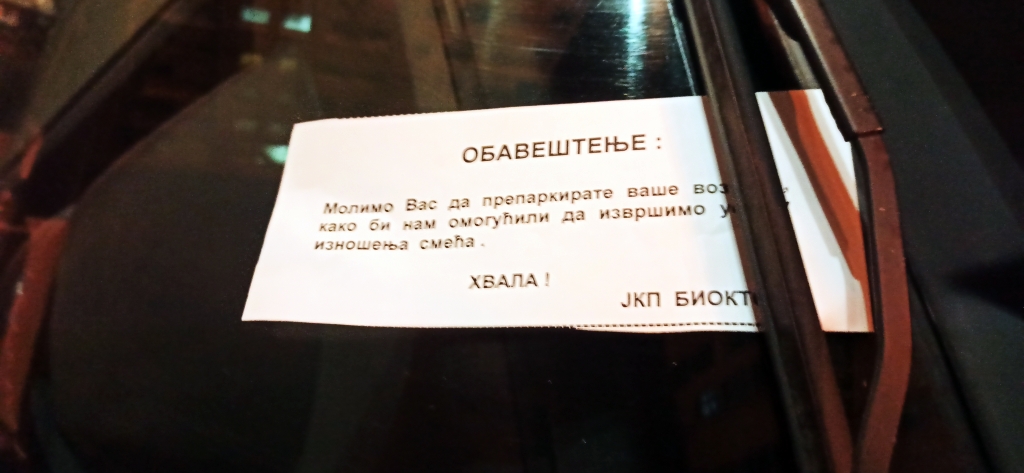 ОБАВЕШТЕЊЕ :
Молимо Вас да препаркирате ваше
како би нам омогућили да извршимо
изношења смећа .
ХВАЛА !
ЈКП